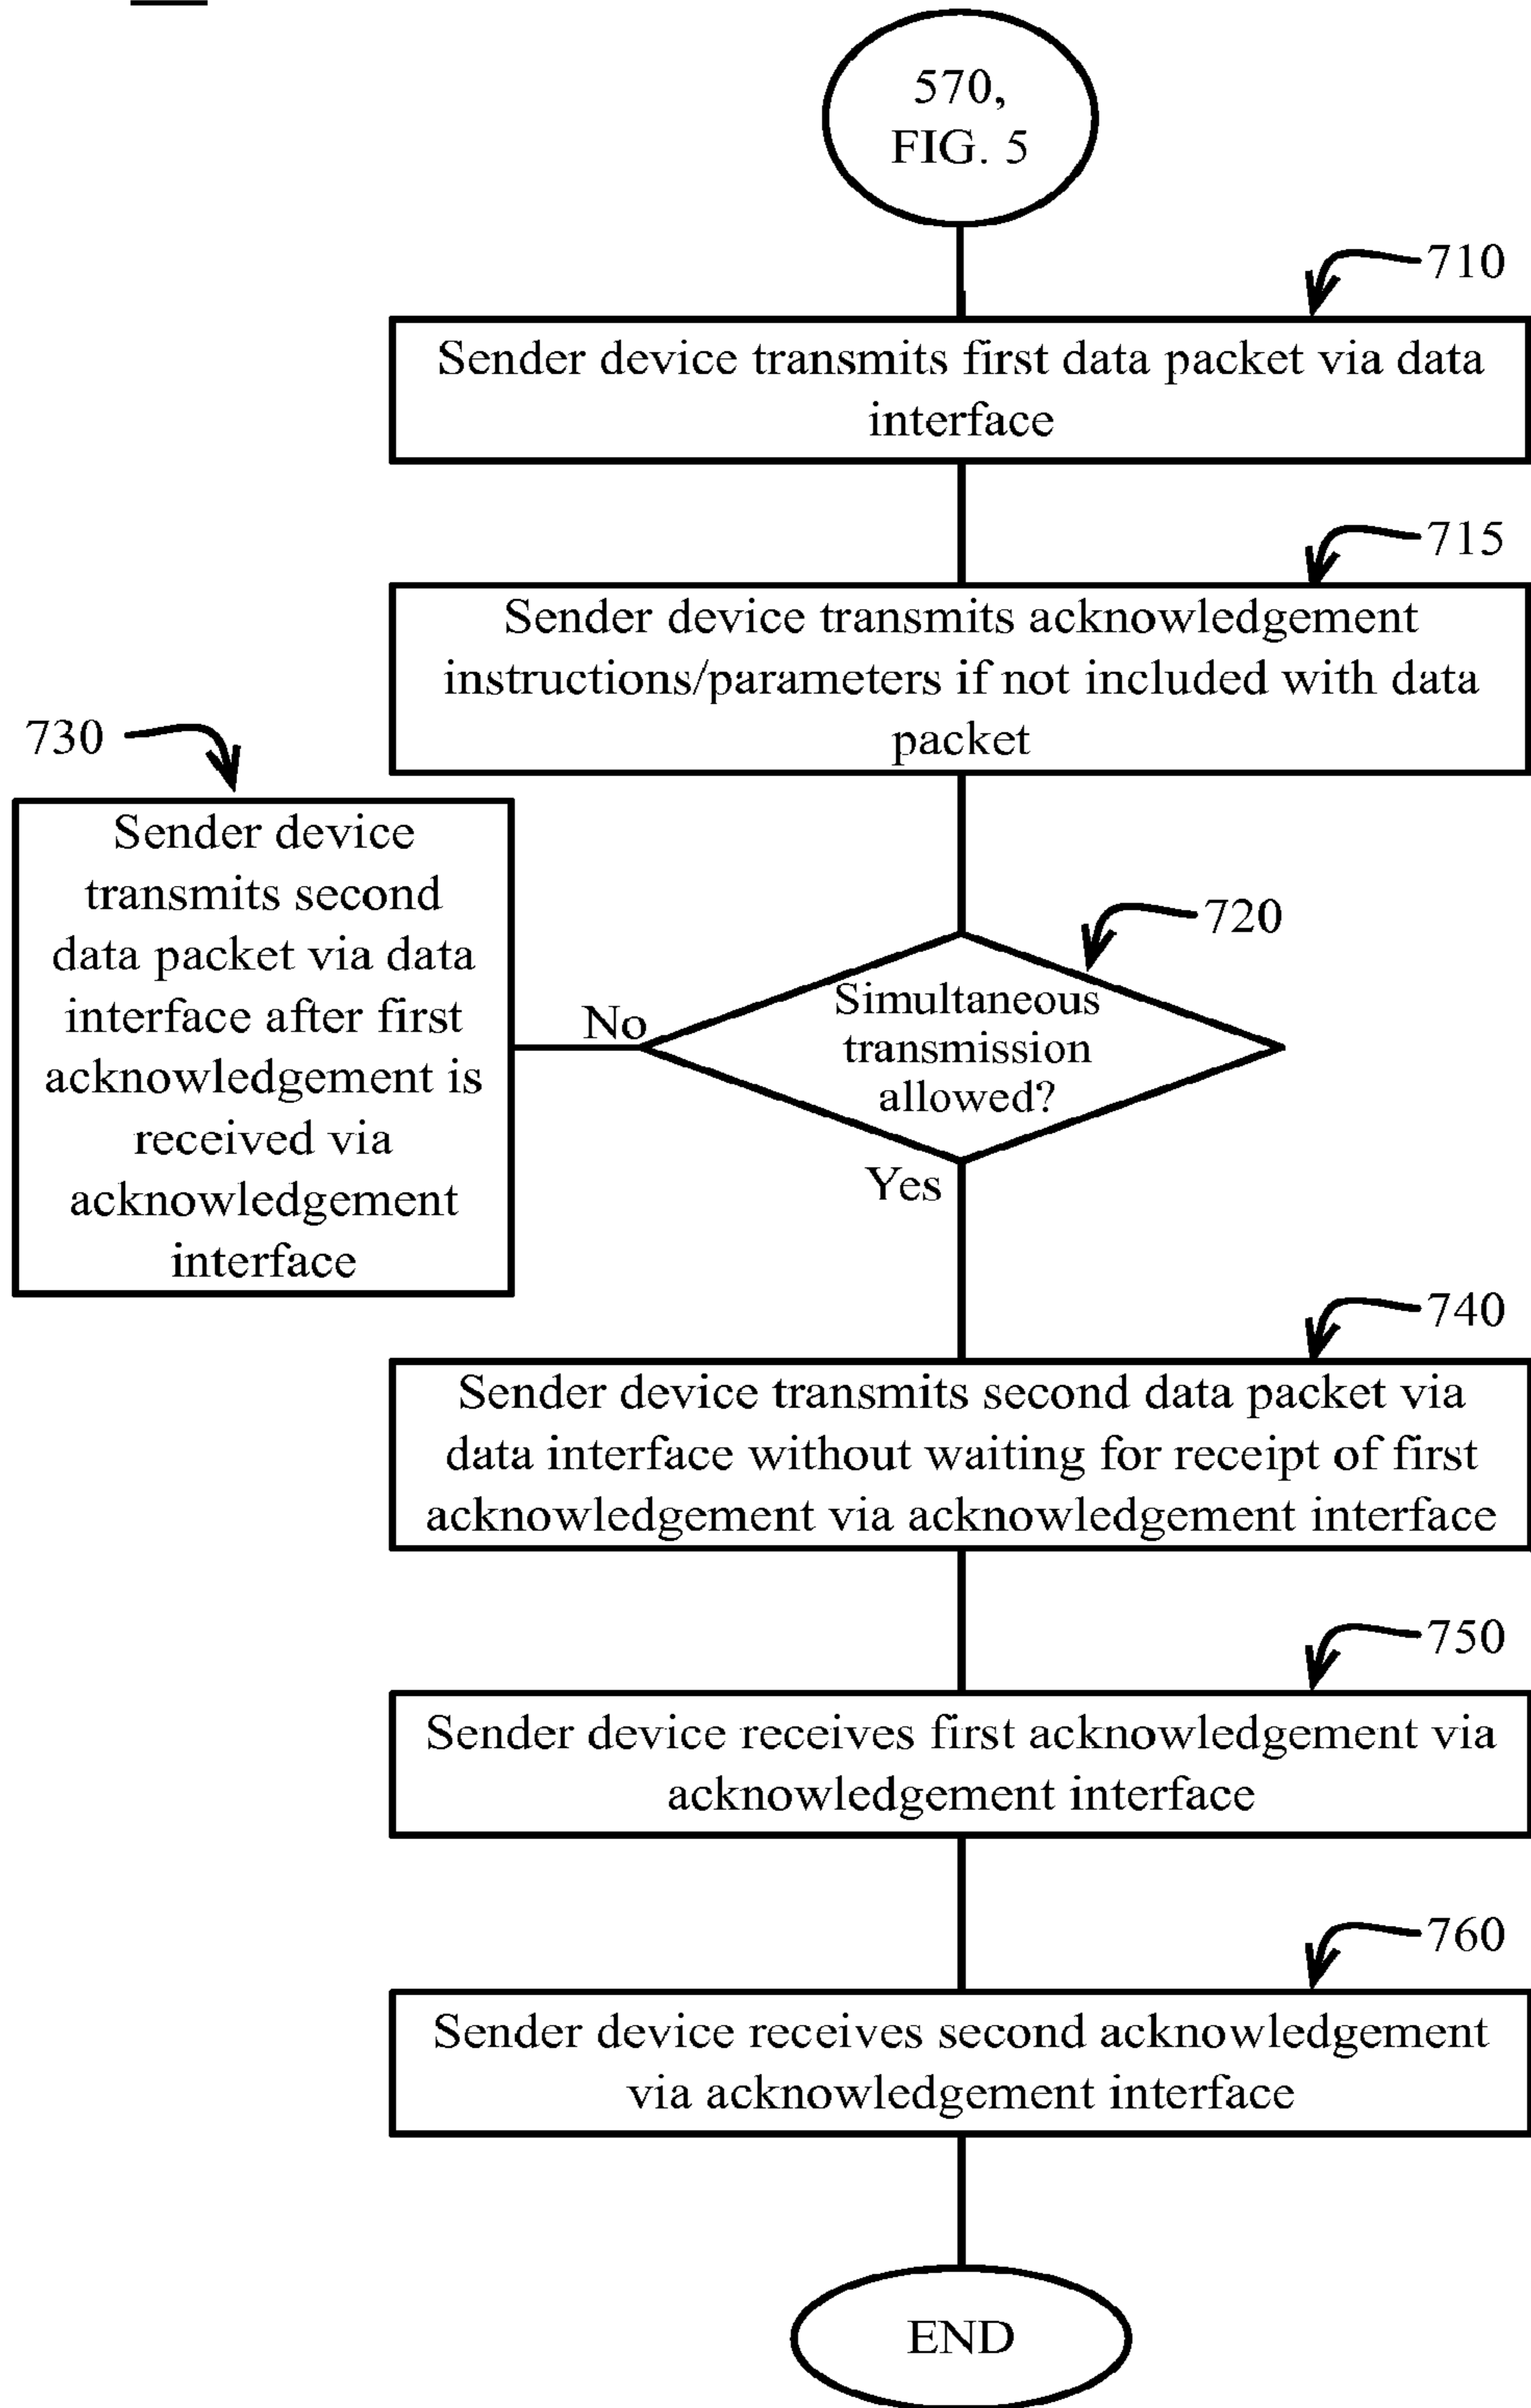 570,
FIG. 5
710
Sender device transmits first data packet via data
interface
715
Sender device transmits acknowledgement
instructions/parameters if not included with data
packet
730
Sender device
transmits second
data packet via data
interface after first
acknowledgement is
received via
acknowledgement
interface
No
720
Simultaneous
transmission
allowed?
Yes
740
Sender device transmits second data packet via
data interface without waiting for receipt of first
acknowledgement via acknowledgement interface
750
Sender device receives first acknowledgement via
acknowledgement interface
760
Sender device receives second acknowledgement
via acknowledgement interface
END